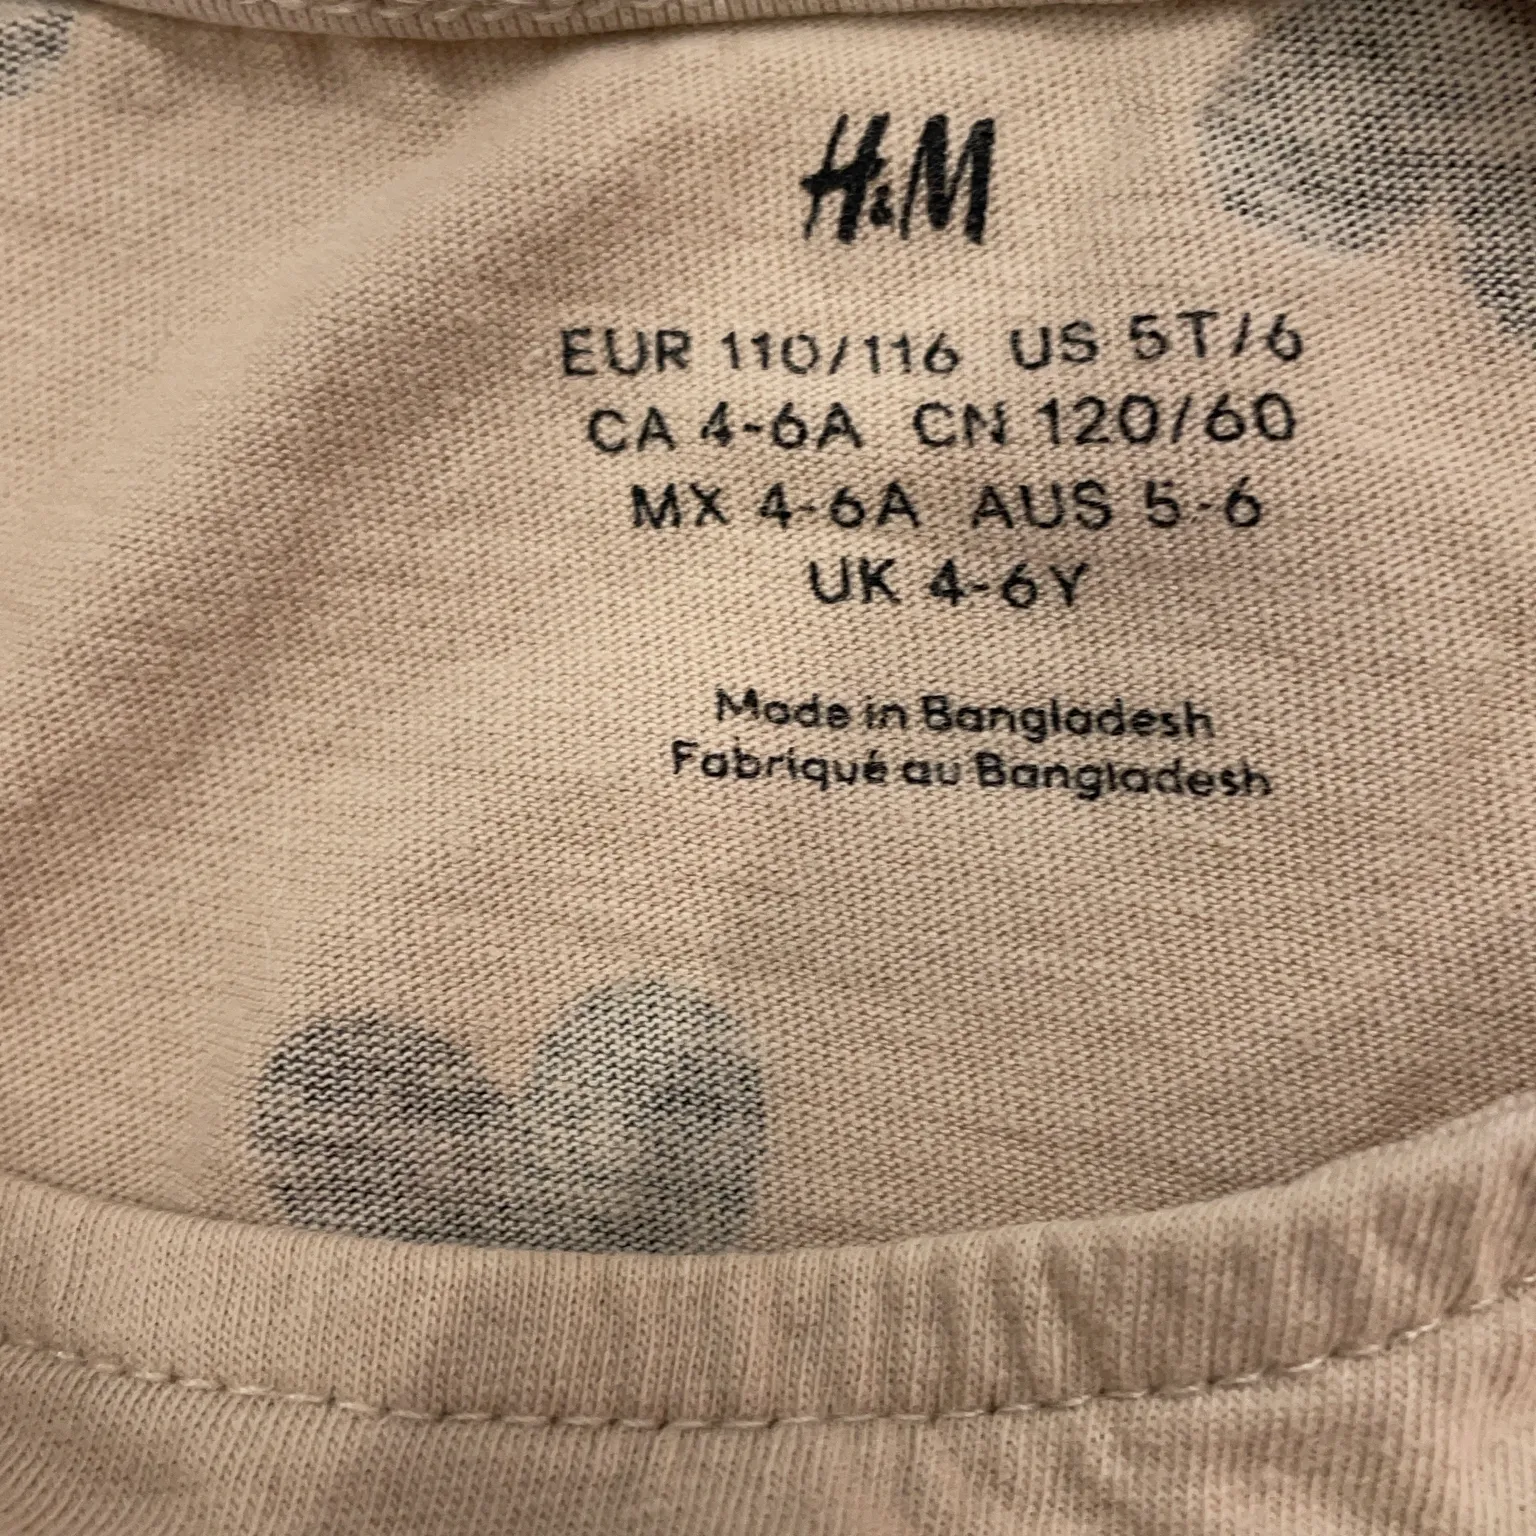 H&M
EUR 110/116 US 5T/6
CA 4-6A CN 120/60
MX 4-6A AUS 5-6
UK 4-6Y
Made in Bangladesh
Fabriqué au Bangladesh